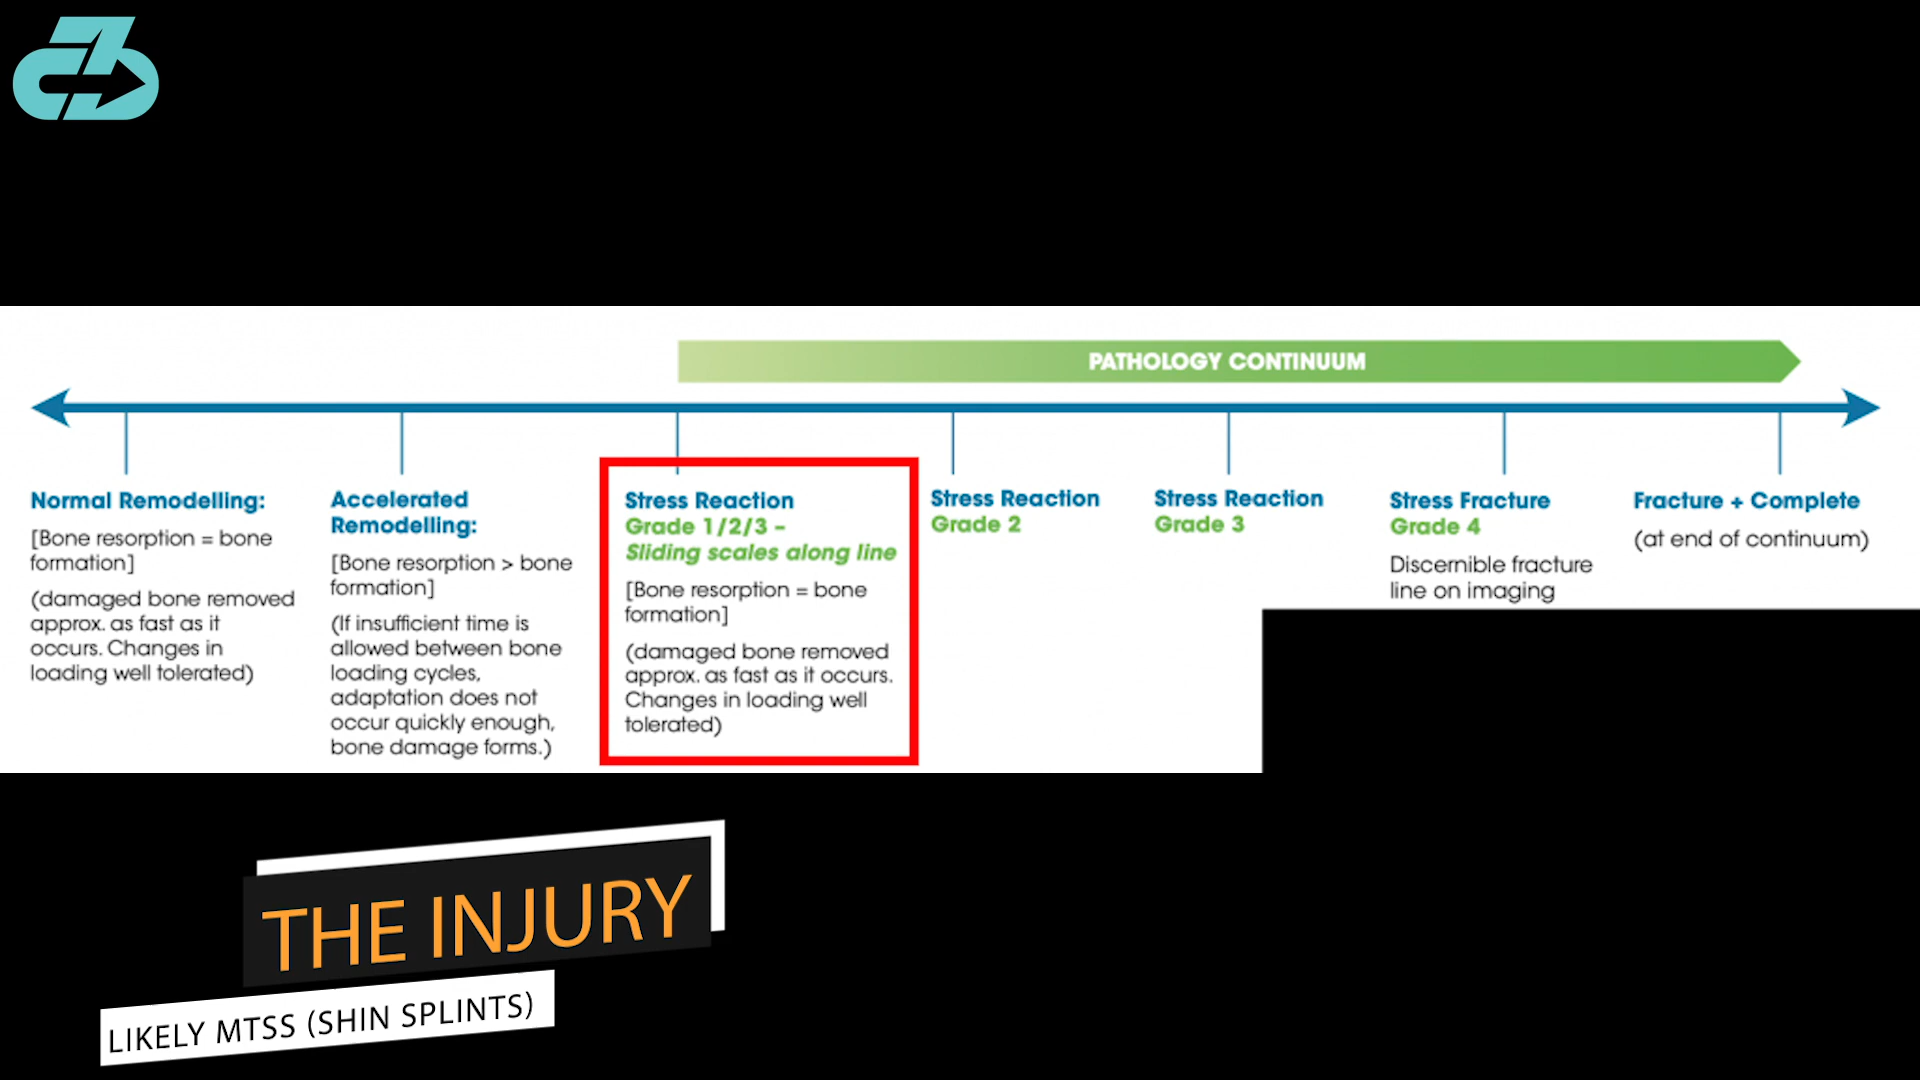 PATHOLOGY CONTINUUM
Normal Remodelling:
[Bone resorption = bone
formation]
(damaged bone removed
approx. as fast as it
occurs. Changes in
loading well tolerated)
Accelerated
Remodelling:
[Bone resorption > bone
formation]
(If insufficient time is
allowed between bone
loading cycles,
adaptation does not
occur quickly enough,
bone damage forms.)
Stress Reaction
Grade 1/2/3 –
Sliding scales along line
[Bone resorption = bone
formation]
(damaged bone removed
approx. as fast as it occurs.
Changes in loading well
tolerated)
Stress Reaction
Grade 2
Stress Reaction
Grade 3
Stress Fracture
Grade 4
Discernible fracture
line on imaging
Fracture + Complete
(at end of continuum)
THE INJURY
LIKELY MTSS (SHIN SPLINTS)